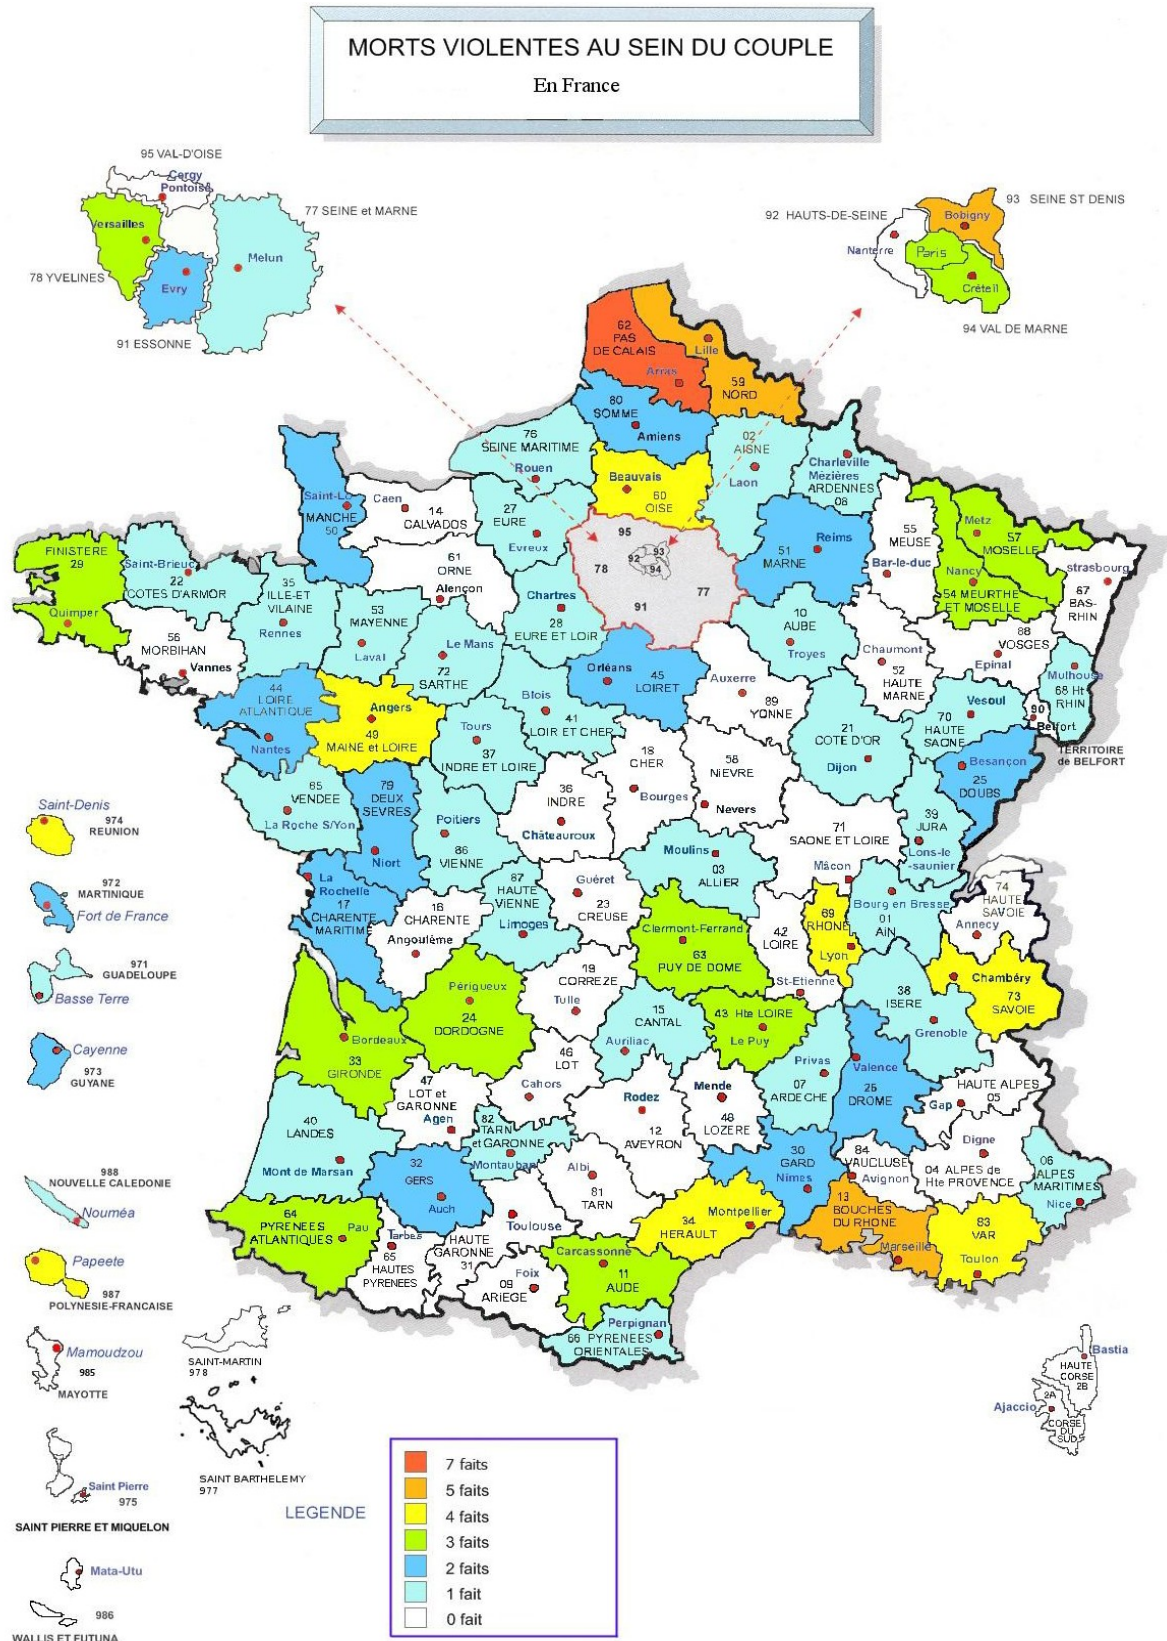 MORTS VIOLENTES AU SEIN DU COUPLE
En France
95 VAL-D'OISE
Cergy
Pontoise
77 SEINE et MARNE
Versailles
Melun
78 YVELINES
Evry
91 ESSONNE
93 SEINE ST DENIS
92 HAUTS-DE-SEINE
Bobigny
Nanterre
Paris
Créteil
94 VAL DE MARNE
62
PAS
DE CALAIS
Arras
Lille
59
NORD
80
SOMME
Amiens
76
SEINE MARITIME
Rouen
02
AISNE
Laon
Charleville
Mézières
ARDENNES
08
Beauvais
60
OISE
Saint-Lo
MANCHE
50
Caen
14
CALVADOS
27
EURE
Evreux
61
ORNE
Alençon
95
92
93
94
78
77
91
51
MARNE
Reims
55
MEUSE
Bar-le-duc
Metz
57
MOSELLE
Nancy
54 MEURTHE
ET MOSELLE
strasbourg
67
BAS-
RHIN
FINISTERE
29
Quimper
Saint-Brieuc
22
COTES D'ARMOR
35
ILLE-ET
VILAINE
Rennes
56
MORBIHAN
Vannes
53
MAYENNE
Laval
Le Mans
72
SARTHE
Chartres
28
EURE ET LOIR
10
AUBE
Troyes
Chaumont
52
HAUTE
MARNE
88
VOSGES
Epinal
Mulhouse
68 Ht
RHIN
44
LOIRE
ATLANTIQUE
Nantes
Angers
49
MAINE et LOIRE
Orléans
45
LOIRET
Blois
41
LOIR ET CHER
Tours
37
INDRE ET LOIRE
Auxerre
89
YONNE
21
COTE D'OR
Dijon
70
HAUTE
SAONE
Vesoul
90
Belfort
TERRITOIRE
de BELFORT
Besançon
25
DOUBS
85
VENDEE
La Roche S/Yon
79
DEUX
SEVRES
Niort
Poitiers
86
VIENNE
36
INDRE
Châteauroux
18
CHER
Bourges
58
NIEVRE
Nevers
71
SAONE ET LOIRE
Mâcon
39
JURA
Lons-le
-saunier
La
Rochelle
17
CHARENTE
MARITIME
16
CHARENTE
Angoulême
87
HAUTE
VIENNE
Limoges
Guéret
23
CREUSE
Moulins
03
ALLIER
Clermont-Ferrand
63
PUY DE DOME
42
LOIRE
St-Etienne
69
RHONE
Lyon
Bourg en Bresse
01
AIN
74
HAUTE
SAVOIE
Annecy
Chambéry
73
SAVOIE
Périgueux
24
DORDOGNE
19
CORREZE
Tulle
15
CANTAL
Auriliac
43 Hte LOIRE
Le Puy
38
ISERE
Grenoble
Bordeaux
33
GIRONDE
47
LOT et
GARONNE
Agen
46
LOT
Cahors
Rodez
12
AVEYRON
Mende
48
LOZERE
Privas
07
ARDECHE
Valence
25
DROME
HAUTE ALPES
05
Gap
Digne
04 ALPES de
Hte PROVENCE
06
ALPES
MARITIMES
Nice
40
LANDES
Mont de Marsan
82
TARN
et GARONNE
Montauban
32
GERS
Auch
Albi
81
TARN
30
GARD
Nimes
84
VAUCLUSE
Avignon
13
BOUCHES
DU RHONE
Marseille
83
VAR
Toulon
64
PYRENEES
ATLANTIQUES
Pau
Tarbes
65
HAUTES
PYRENEES
Toulouse
HAUTE
GARONNE
31
Foix
09
ARIEGE
34
HERAULT
Montpellier
Carcassonne
11
AUDE
Perpignan
66 PYRENEES
ORIENTALES
Saint-Denis
974
REUNION
972
MARTINIQUE
Fort de France
971
GUADELOUPE
Basse Terre
Cayenne
973
GUYANE
988
NOUVELLE CALEDONIE
Nouméa
Papeete
987
POLYNESIE-FRANCAISE
Mamoudzou
985
MAYOTTE
SAINT-MARTIN
978
SAINT BARTHELEMY
977
Saint Pierre
975
SAINT PIERRE ET MIQUELON
Mata-Utu
986
WALLIS ET FUTUNA
Bastia
HAUTE
CORSE
2B
2A
Ajaccio
CORSE
DU
SUD
LEGENDE
7 faits
5 faits
4 faits
3 faits
2 faits
1 fait
0 fait